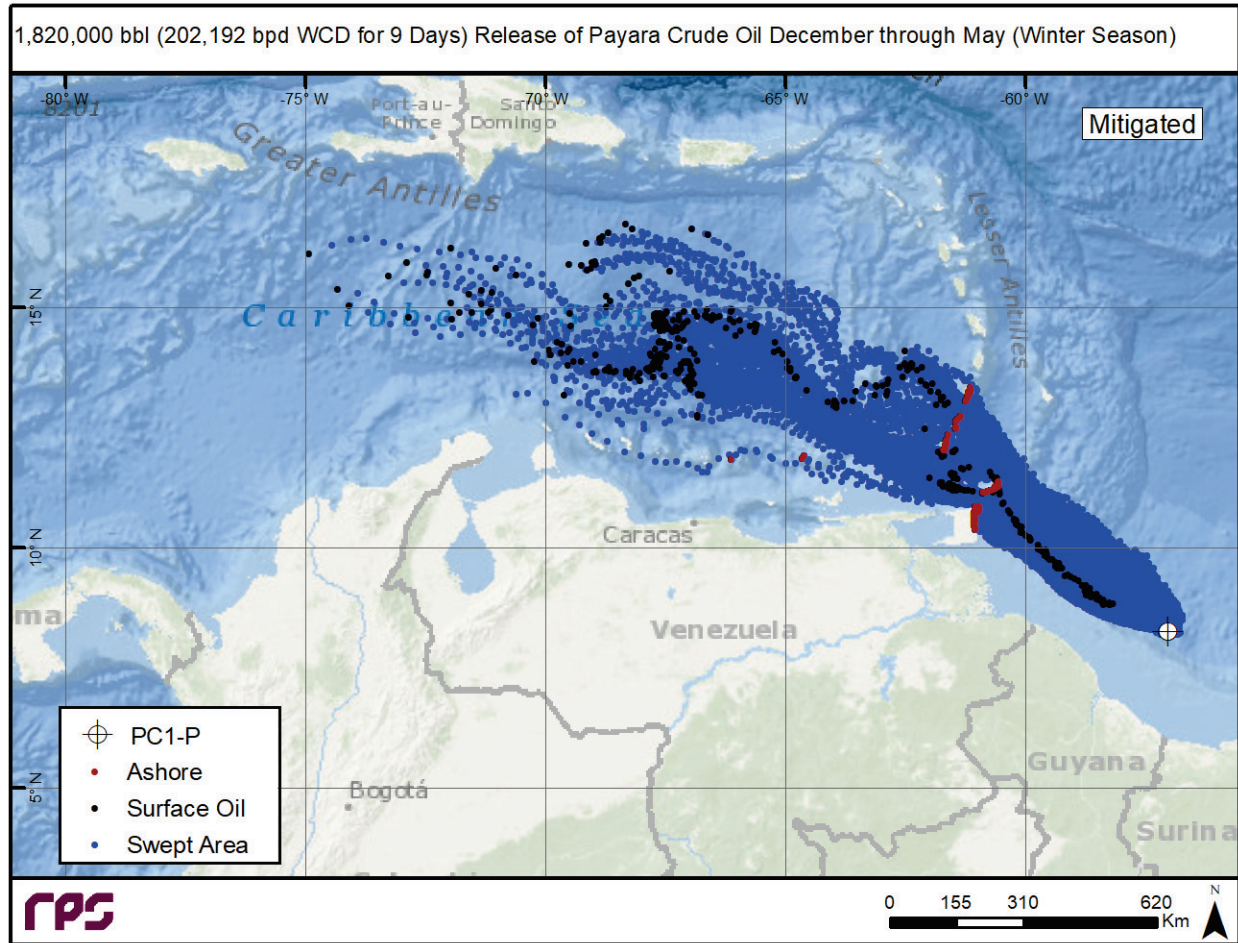 1,820,000 bbl (202,192 bpd WCD for 9 Days) Release of Payara Crude Oil December through May (Winter Season)
-80° W
-75° W
-70° W
-65° W
-60° W
8201
Port-au-
Prince
Santo
Domingo
Mitigated
Greater Antilles
Lesser Antilles
15° N
Caribbean Sea
10° N
Caracas
ma
Venezuela
PC1-P
Ashore
Surface Oil
Swept Area
5° N
Bogotá
Guyana
Surina
rps
0 155 310 620
Km
N